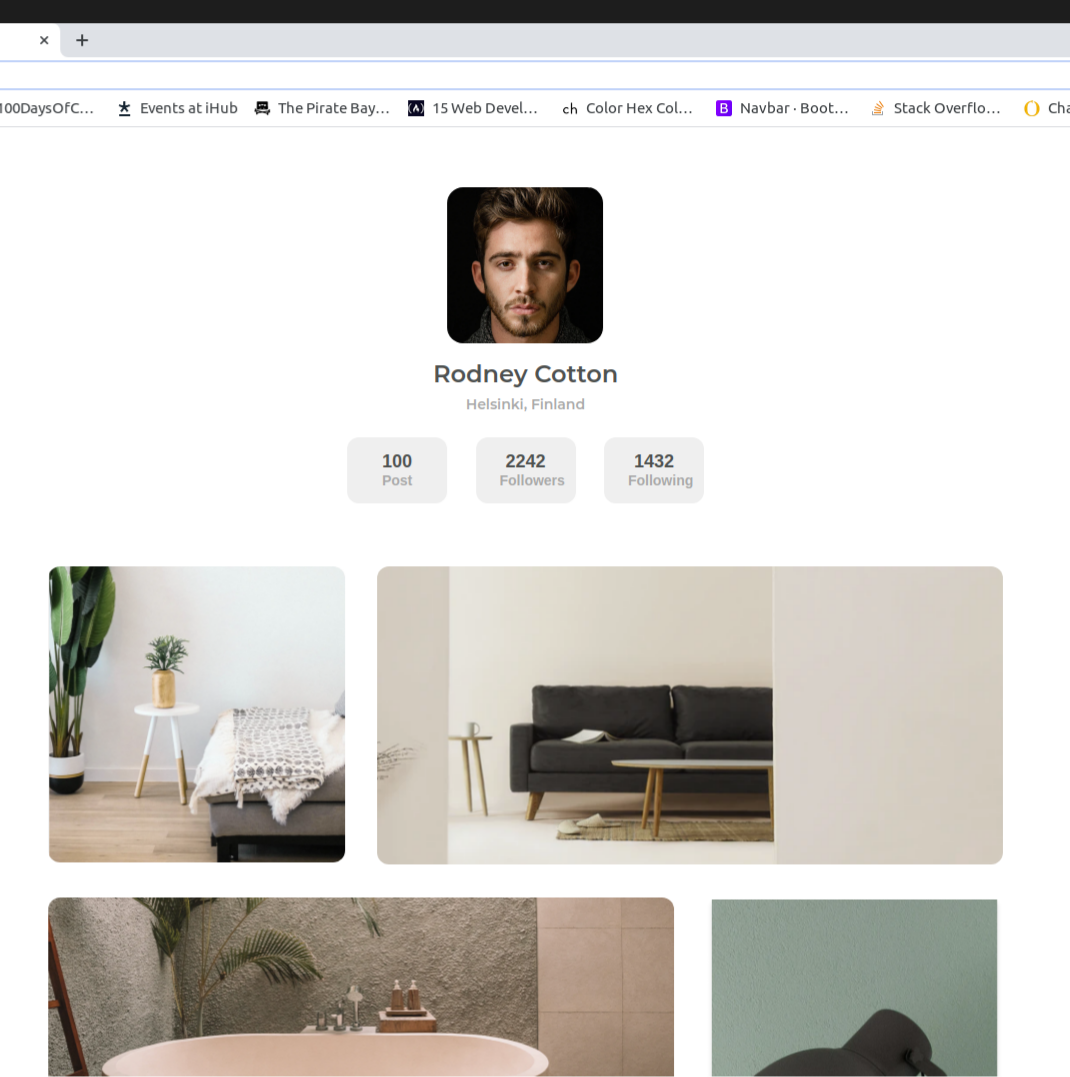 100DaysOfC... Events at iHub The Pirate Bay... 15 Web Devel... ch Color Hex Col... B Navbar · Boot... Stack Overflo... Cha
Rodney Cotton
Helsinki, Finland
100 2242 1432
Post Followers Following